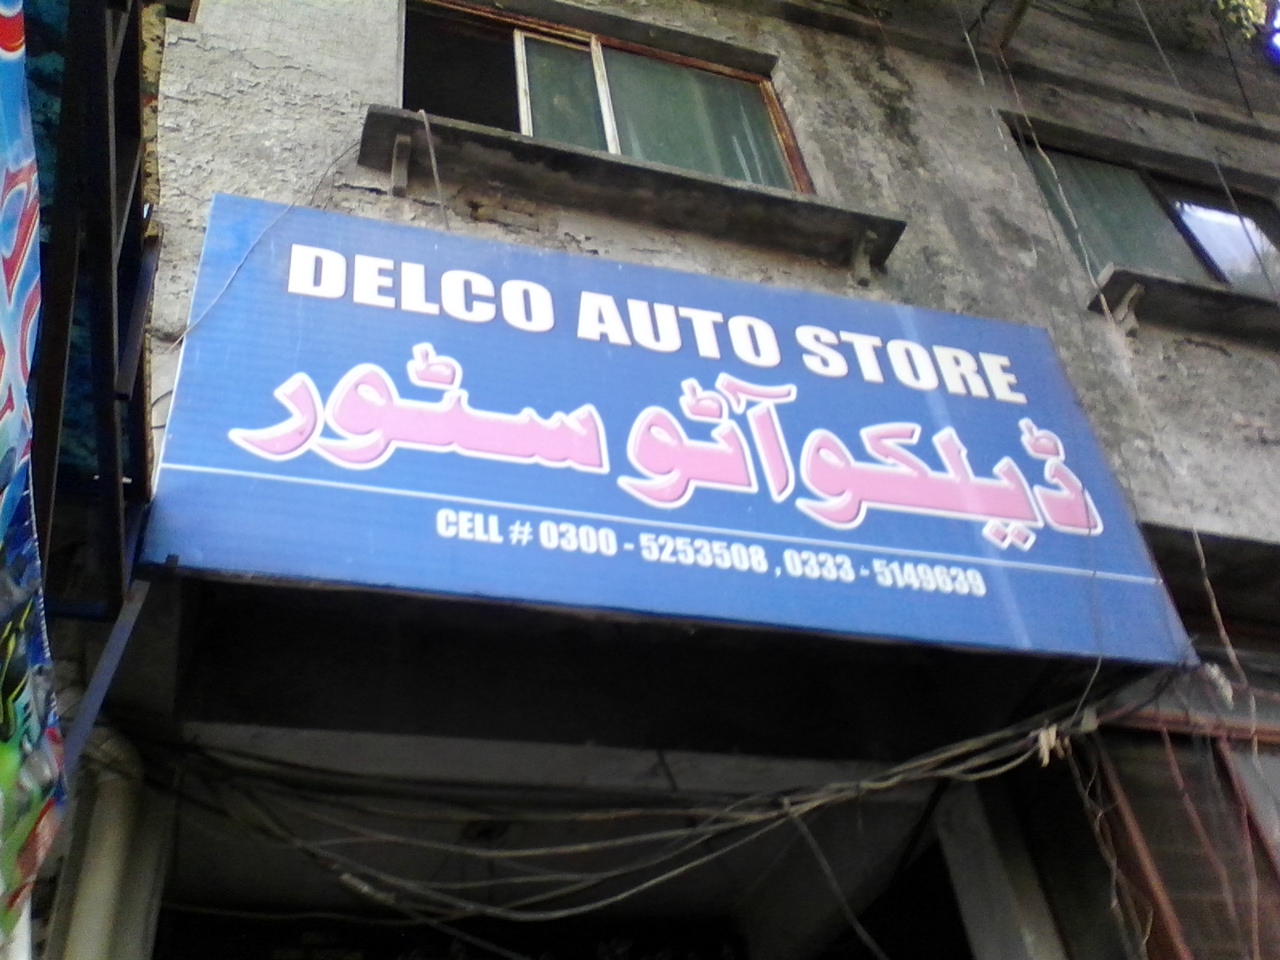 DELCO AUTO STORE
ڈیلکو آٹو سٹور
CELL # 0300 - 5253508 , 0333 - 5149639